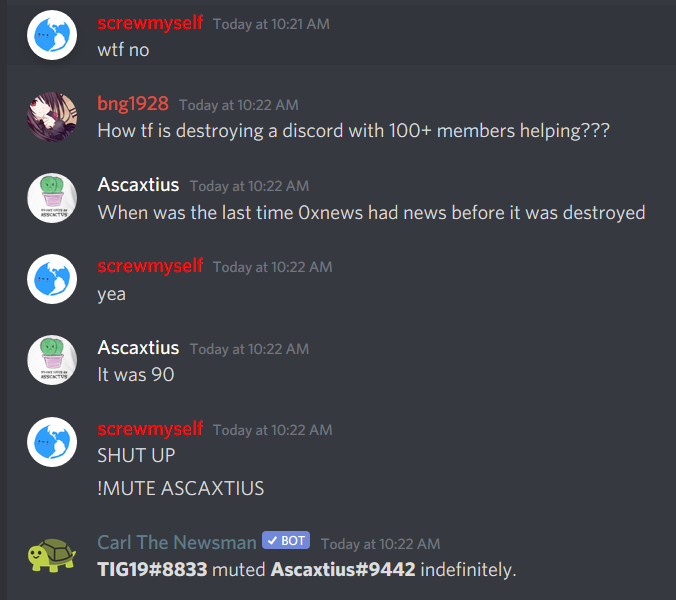 screwmyself Today at 10:21 AM
wtf no
bng1928 Today at 10:22 AM
How tf is destroying a discord with 100+ members helping???
Ascaxtius Today at 10:22 AM
When was the last time 0xnews had news before it was destroyed
screwmyself Today at 10:22 AM
yea
Ascaxtius Today at 10:22 AM
It was 90
screwmyself Today at 10:22 AM
SHUT UP
!MUTE ASCAXTIUS
Carl The Newsman ✓ BOT Today at 10:22 AM
TIG19#8833 muted Ascaxtius#9442 indefinitely.